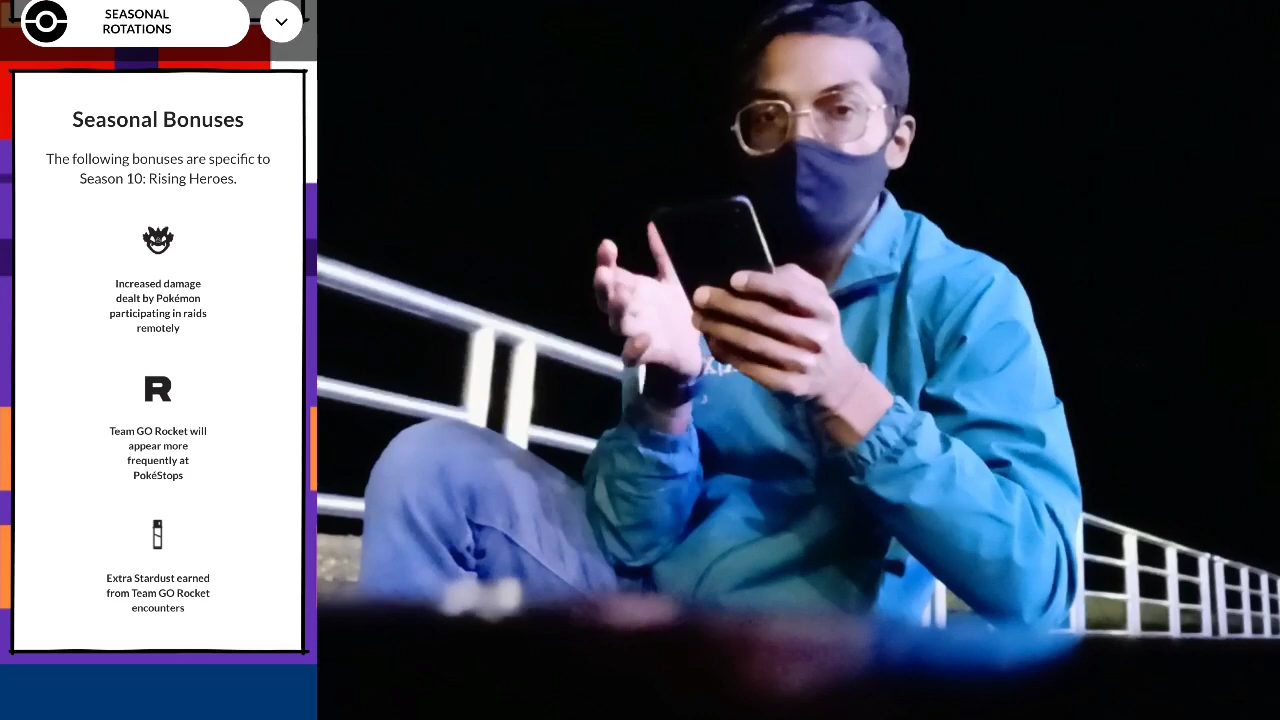 SEASONAL
ROTATIONS
Seasonal Bonuses
The following bonuses are specific to
Season 10: Rising Heroes.
Increased damage
dealt by Pokémon
participating in raids
remotely
R
Team GO Rocket will
appear more
frequently at
PokéStops
Extra Stardust earned
from Team GO Rocket
encounters